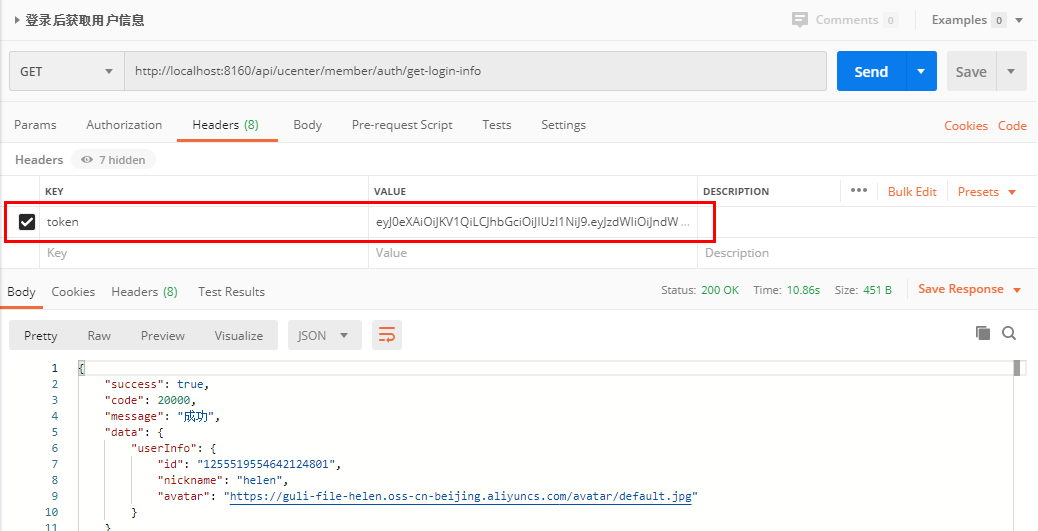 登录后获取用户信息 Comments 0 Examples 0
GET http://localhost:8160/api/ucenter/member/auth/get-login-info Send Save
Params Authorization Headers (8) Body Pre-request Script Tests Settings Cookies Code
Headers 7 hidden
KEY VALUE DESCRIPTION ••• Bulk Edit Presets
token eyJ0eXAiOiJKV1QiLCJhbGciOiJIUzI1NiJ9.eyJzdWIiOiJndW ...
Key Value Description
Body Cookies Headers (8) Test Results Status: 200 OK Time: 10.86s Size: 451 B Save Response
Pretty Raw Preview Visualize JSON
1 {
2 "success": true,
3 "code": 20000,
4 "message": "成功",
5 "data": {
6 "userInfo": {
7 "id": "1255519554642124801",
8 "nickname": "helen",
9 "avatar": "https://guli-file-helen.oss-cn-beijing.aliyuncs.com/avatar/default.jpg"
10 }
11 }